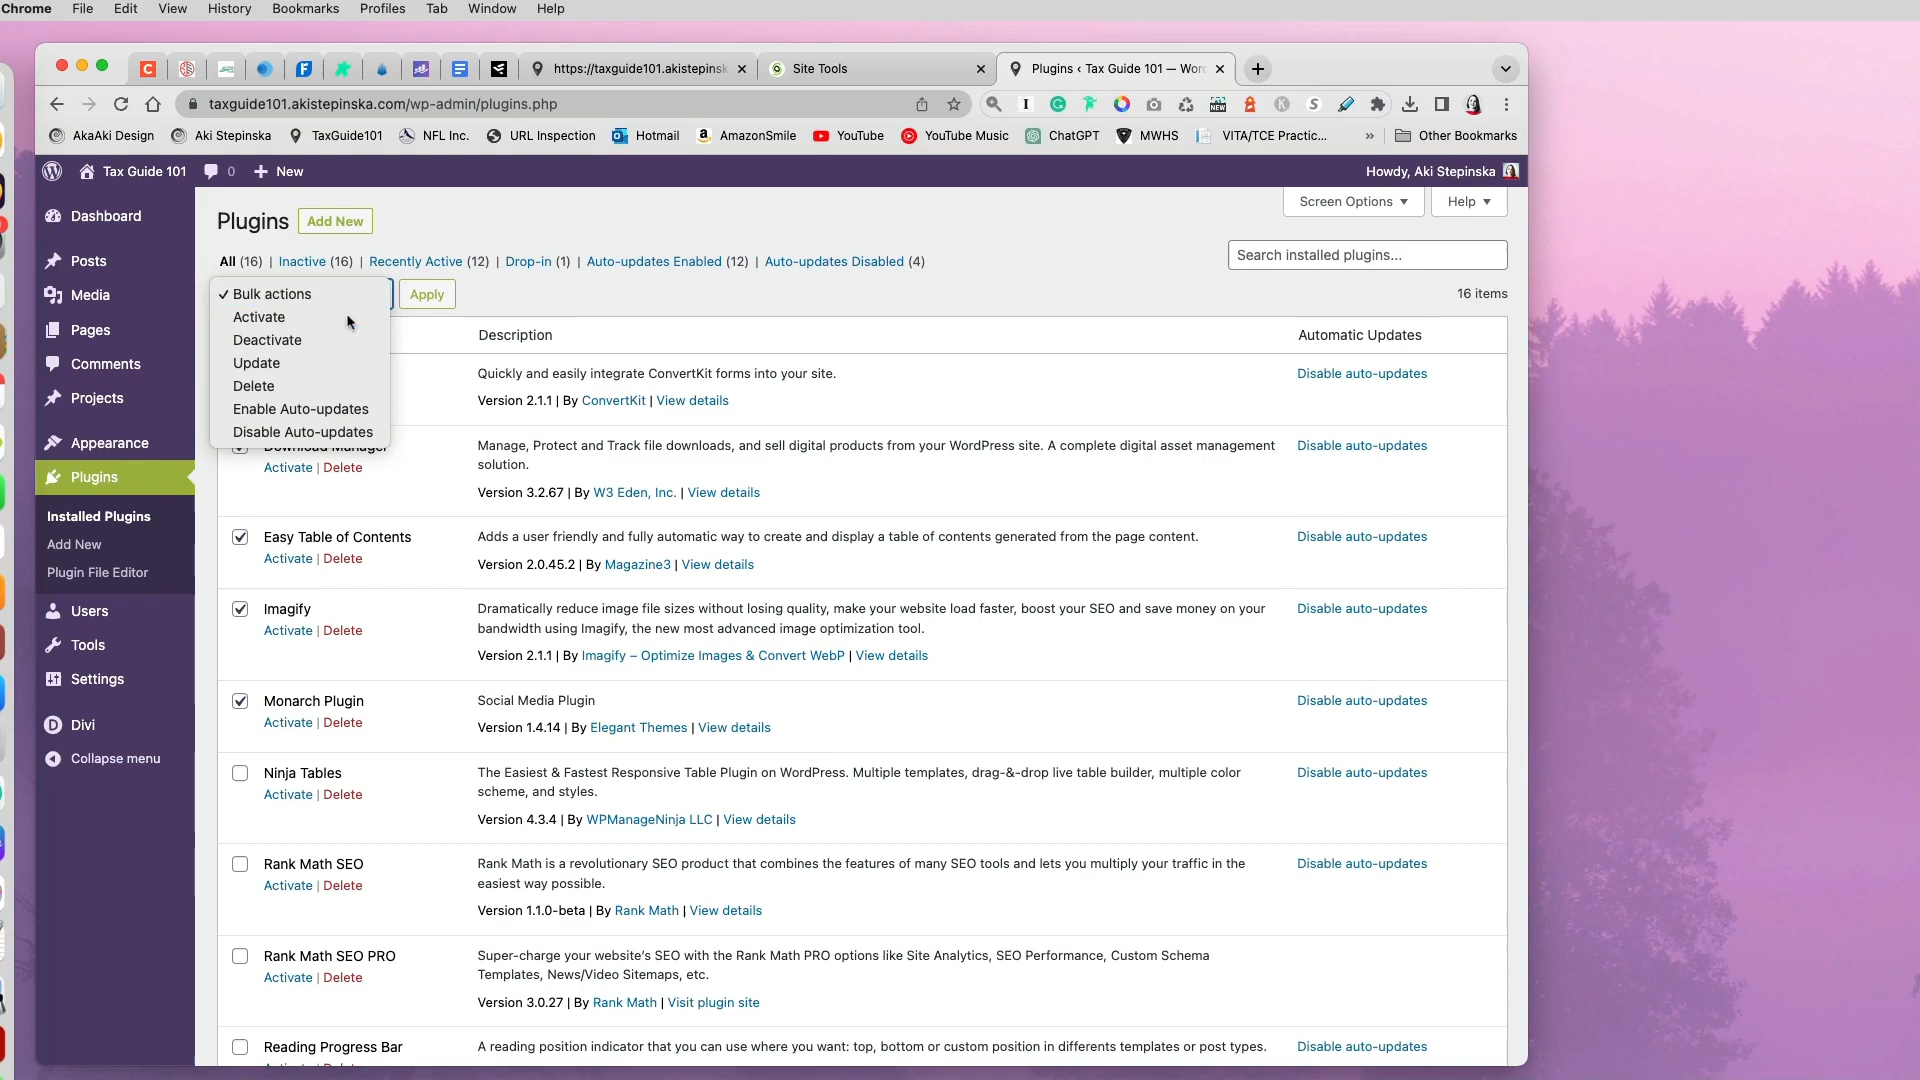 Chrome File Edit View History Bookmarks Profiles Tab Window Help
https://taxguide101.akistepinsk Site Tools Plugins ‹ Tax Guide 101 — Wor
taxguide101.akistepinska.com/wp-admin/plugins.php
AkaAki Design Aki Stepinska TaxGuide101 NFL Inc. URL Inspection Hotmail AmazonSmile YouTube YouTube Music ChatGPT MWHS VITA/TCE Practic... » Other Bookmarks
Tax Guide 101 0 + New Howdy, Aki Stepinska
Dashboard
Posts
Media
Pages
Comments
Projects
Appearance
Plugins
Installed Plugins
Add New
Plugin File Editor
Users
Tools
Settings
Divi
Collapse menu
Screen Options ▼ Help ▼
Plugins Add New
All (16) | Inactive (16) | Recently Active (12) | Drop-in (1) | Auto-updates Enabled (12) | Auto-updates Disabled (4)
Search installed plugins...
✓ Bulk actions
Activate
Deactivate
Update
Delete
Enable Auto-updates
Disable Auto-updates
Apply
16 items
Description Automatic Updates
Quickly and easily integrate ConvertKit forms into your site. Disable auto-updates
Version 2.1.1 | By ConvertKit | View details
Download Manager
Activate | Delete
Manage, Protect and Track file downloads, and sell digital products from your WordPress site. A complete digital asset management
solution.
Version 3.2.67 | By W3 Eden, Inc. | View details
Disable auto-updates
Easy Table of Contents
Activate | Delete
Adds a user friendly and fully automatic way to create and display a table of contents generated from the page content.
Version 2.0.45.2 | By Magazine3 | View details
Disable auto-updates
Imagify
Activate | Delete
Dramatically reduce image file sizes without losing quality, make your website load faster, boost your SEO and save money on your
bandwidth using Imagify, the new most advanced image optimization tool.
Version 2.1.1 | By Imagify – Optimize Images & Convert WebP | View details
Disable auto-updates
Monarch Plugin
Activate | Delete
Social Media Plugin
Version 1.4.14 | By Elegant Themes | View details
Disable auto-updates
Ninja Tables
Activate | Delete
The Easiest & Fastest Responsive Table Plugin on WordPress. Multiple templates, drag-&-drop live table builder, multiple color
scheme, and styles.
Version 4.3.4 | By WPManageNinja LLC | View details
Disable auto-updates
Rank Math SEO
Activate | Delete
Rank Math is a revolutionary SEO product that combines the features of many SEO tools and lets you multiply your traffic in the
easiest way possible.
Version 1.1.0-beta | By Rank Math | View details
Disable auto-updates
Rank Math SEO PRO
Activate | Delete
Super-charge your website's SEO with the Rank Math PRO options like Site Analytics, SEO Performance, Custom Schema
Templates, News/Video Sitemaps, etc.
Version 3.0.27 | By Rank Math | Visit plugin site
Reading Progress Bar
A reading position indicator that you can use where you want: top, bottom or custom position in differents templates or post types.
Disable auto-updates